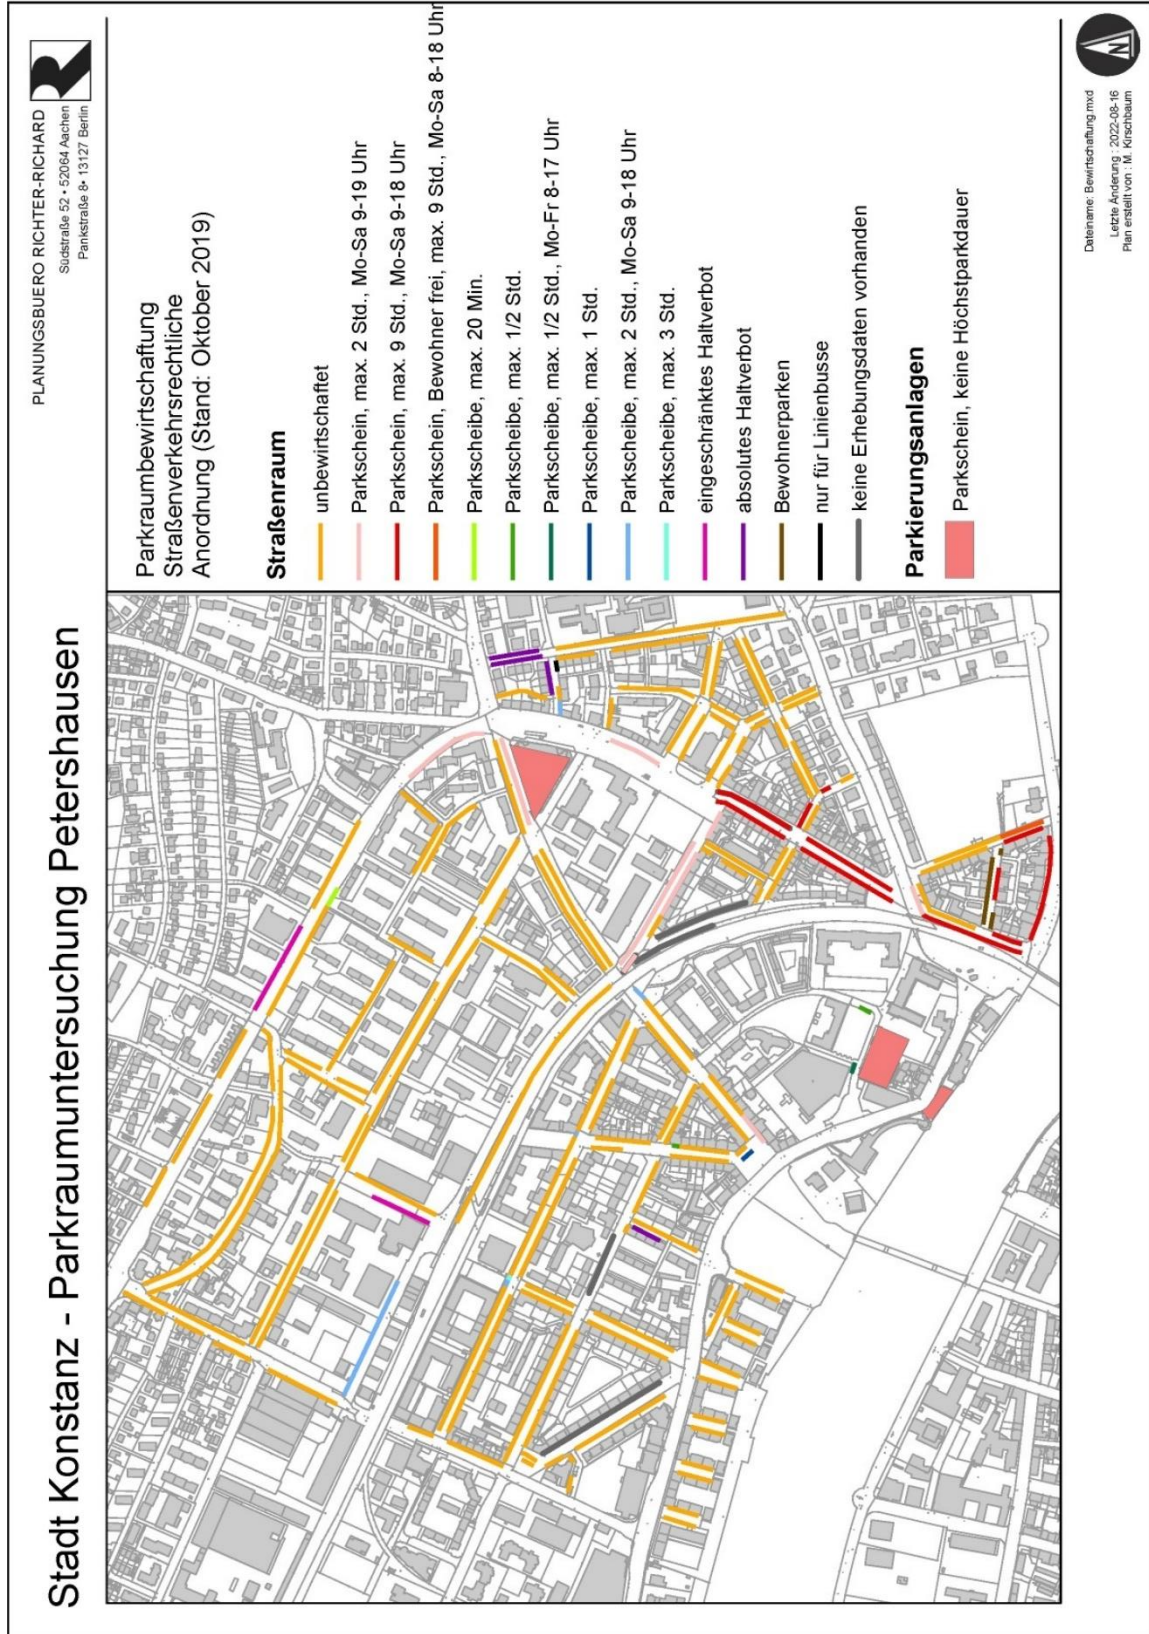 Stadt Konstanz - Parkraumuntersuchung Petershausen
PLANUNGSBUERO RICHTER-RICHARD
Südstraße 52 • 52064 Aachen
Pankstraße 8• 13127 Berlin
R
Parkraumbewirtschaftung
Straßenverkehrsrechtliche
Anordnung (Stand: Oktober 2019)
Straßenraum
unbewirtschaftet
Parkschein, max. 2 Std., Mo-Sa 9-19 Uhr
Parkschein, max. 9 Std., Mo-Sa 9-18 Uhr
Parkschein, Bewohner frei, max. 9 Std., Mo-Sa 8-18 Uhr
Parkscheibe, max. 20 Min.
Parkscheibe, max. 1/2 Std.
Parkscheibe, max. 1/2 Std., Mo-Fr 8-17 Uhr
Parkscheibe, max. 1 Std.
Parkscheibe, max. 2 Std., Mo-Sa 9-18 Uhr
Parkscheibe, max. 3 Std.
eingeschränktes Haltverbot
absolutes Haltverbot
Bewohnerparken
nur für Linienbusse
keine Erhebungsdaten vorhanden
Parkierungsanlagen
Parkschein, keine Höchstparkdauer
N
Dateiname: Bewirtschaftung.mxd
Letzte Änderung : 2022-08-16
Plan erstellt von : M. Kirschbaum